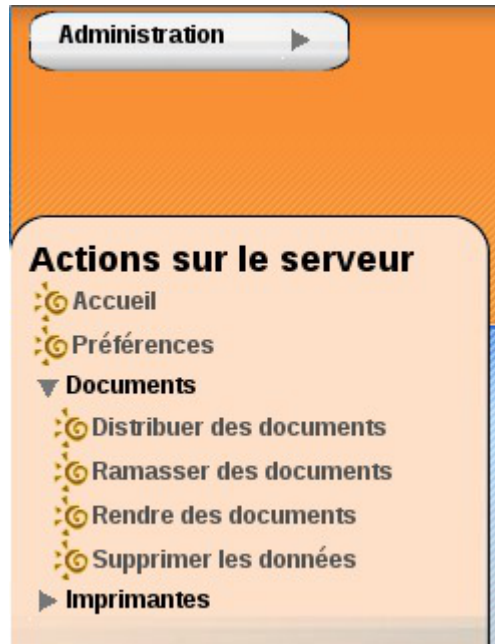 Administration
Actions sur le serveur
Accueil
Préférences
Documents
Distribuer des documents
Ramasser des documents
Rendre des documents
Supprimer les données
Imprimantes